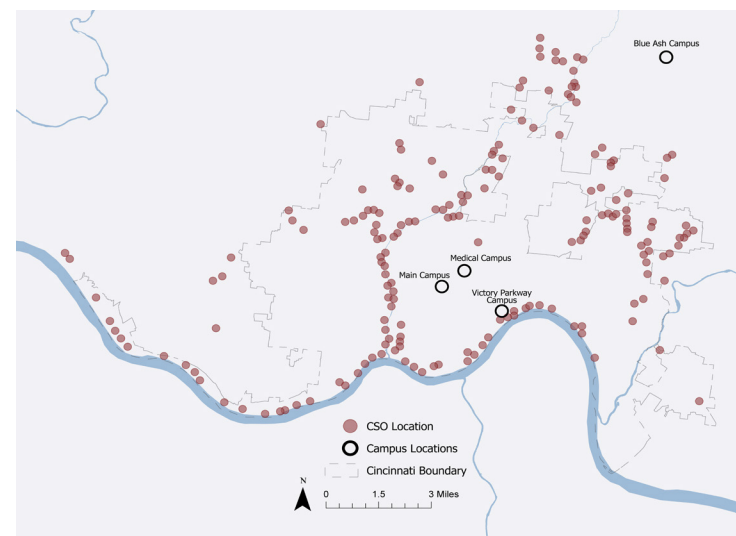 Blue Ash Campus
Medical Campus
Main Campus
Victory Parkway
Campus
CSO Location
Campus Locations
Cincinnati Boundary
N
0 1.5 3 Miles